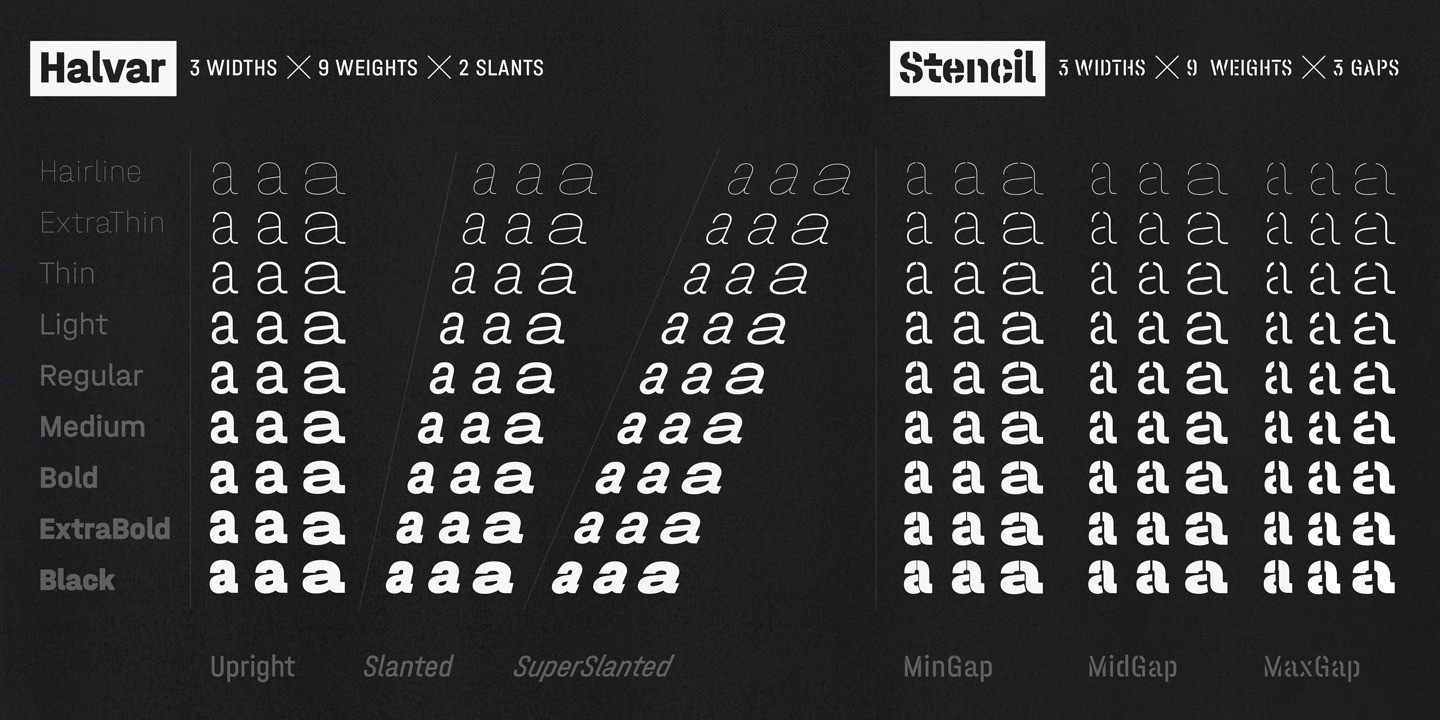 Halvar 3 WIDTHS × 9 WEIGHTS × 2 SLANTS Stencil 3 WIDTHS × 9 WEIGHTS × 3 GAPS
Hairline a a a a a a a a a a a a a a a a a a
ExtraThin a a a a a a a a a a a a a a a a a a
Thin a a a a a a a a a a a a a a a a a a
Light a a a a a a a a a a a a a a a a a a
Regular a a a a a a a a a a a a a a a a a a
Medium a a a a a a a a a a a a a a a a a a
Bold a a a a a a a a a a a a a a a a a a
ExtraBold a a a a a a a a a a a a a a a a a a
Black a a a a a a a a a a a a a a a a a a
Upright Slanted SuperSlanted MinGap MidGap MaxGap